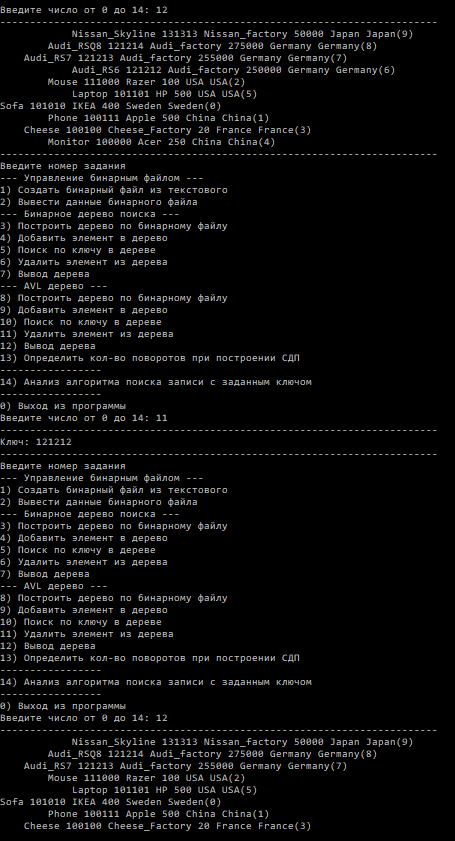 Введите число от 0 до 14: 12
-------------------------------------------------------------------------
Nissan_Skyline 131313 Nissan_factory 50000 Japan Japan(9)
Audi_RSQ8 121214 Audi_factory 275000 Germany Germany(8)
Audi_RS7 121213 Audi_factory 255000 Germany Germany(7)
Audi_RS6 121212 Audi_factory 250000 Germany Germany(6)
Mouse 111000 Razer 100 USA USA(2)
Laptop 101101 HP 500 USA USA(5)
Sofa 101010 IKEA 400 Sweden Sweden(0)
Phone 100111 Apple 500 China China(1)
Cheese 100100 Cheese_Factory 20 France France(3)
Monitor 100000 Acer 250 China China(4)
-------------------------------------------------------------------------
Введите номер задания
--- Управление бинарным файлом ---
1) Создать бинарный файл из текстового
2) Вывести данные бинарного файла
--- Бинарное дерево поиска ---
3) Построить дерево по бинарному файлу
4) Добавить элемент в дерево
5) Поиск по ключу в дереве
6) Удалить элемент из дерева
7) Вывод дерева
--- AVL дерево ---
8) Построить дерево по бинарному файлу
9) Добавить элемент в дерево
10) Поиск по ключу в дереве
11) Удалить элемент из дерева
12) Вывод дерева
13) Определить кол-во поворотов при построении СДП
-----------------
14) Анализ алгоритма поиска записи с заданным ключом
-----------------
0) Выход из программы
Введите число от 0 до 14: 11
-------------------------------------------------------------------------
Ключ: 121212
-------------------------------------------------------------------------
Введите номер задания
--- Управление бинарным файлом ---
1) Создать бинарный файл из текстового
2) Вывести данные бинарного файла
--- Бинарное дерево поиска ---
3) Построить дерево по бинарному файлу
4) Добавить элемент в дерево
5) Поиск по ключу в дереве
6) Удалить элемент из дерева
7) Вывод дерева
--- AVL дерево ---
8) Построить дерево по бинарному файлу
9) Добавить элемент в дерево
10) Поиск по ключу в дереве
11) Удалить элемент из дерева
12) Вывод дерева
13) Определить кол-во поворотов при построении СДП
-----------------
14) Анализ алгоритма поиска записи с заданным ключом
-----------------
0) Выход из программы
Введите число от 0 до 14: 12
-------------------------------------------------------------------------
Nissan_Skyline 131313 Nissan_factory 50000 Japan Japan(9)
Audi_RSQ8 121214 Audi_factory 275000 Germany Germany(8)
Audi_RS7 121213 Audi_factory 255000 Germany Germany(7)
Mouse 111000 Razer 100 USA USA(2)
Laptop 101101 HP 500 USA USA(5)
Sofa 101010 IKEA 400 Sweden Sweden(0)
Phone 100111 Apple 500 China China(1)
Cheese 100100 Cheese_Factory 20 France France(3)